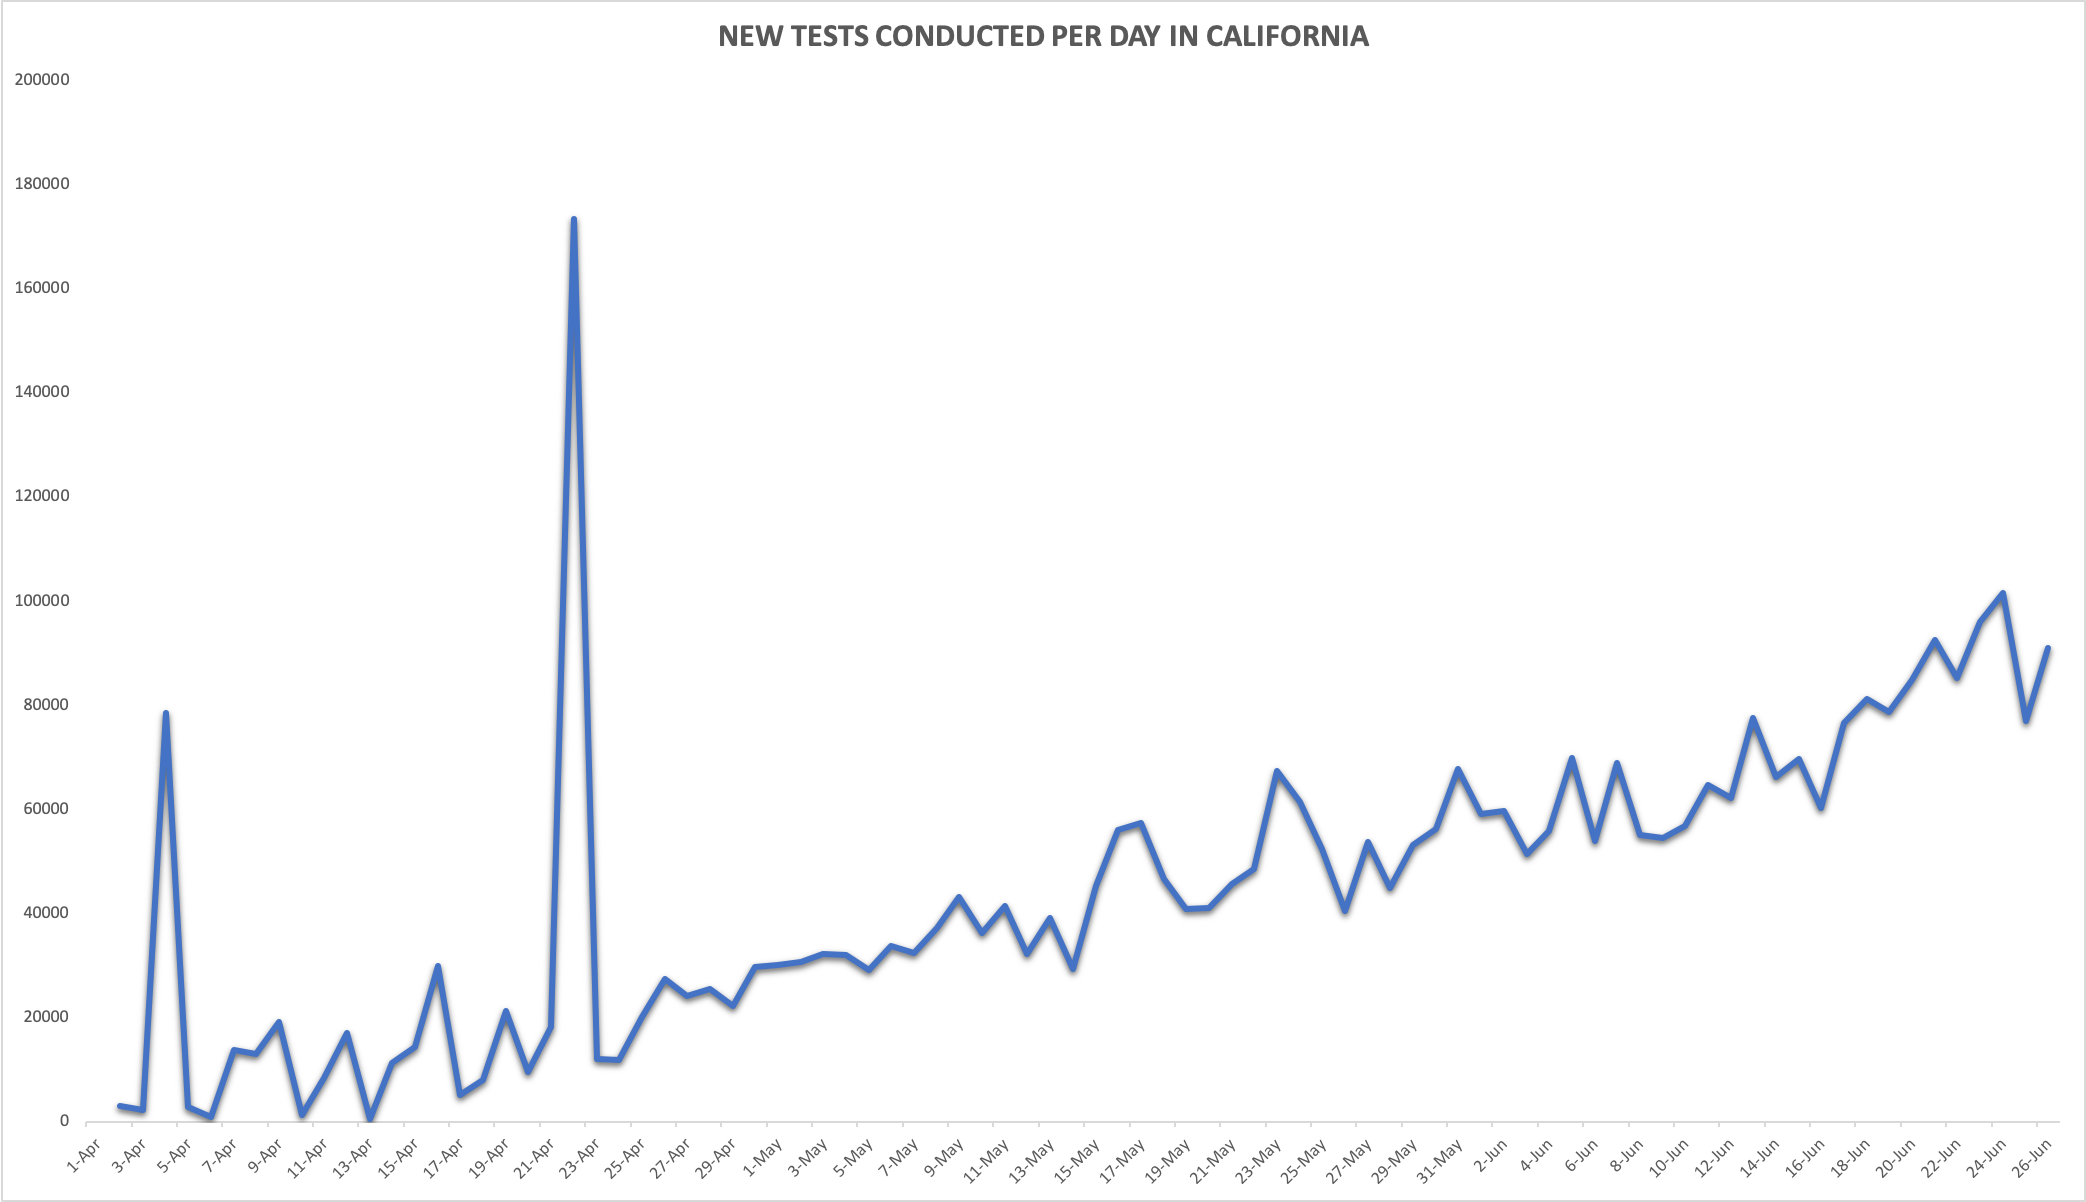 NEW TESTS CONDUCTED PER DAY IN CALIFORNIA
200000
180000
160000
140000
120000
100000
80000
60000
40000
20000
0
1-Apr
3-Apr
5-Apr
7-Apr
9-Apr
11-Apr
13-Apr
15-Apr
17-Apr
19-Apr
21-Apr
23-Apr
25-Apr
27-Apr
29-Apr
1-May
3-May
5-May
7-May
9-May
11-May
13-May
15-May
17-May
19-May
21-May
23-May
25-May
27-May
29-May
31-May
2-Jun
4-Jun
6-Jun
8-Jun
10-Jun
12-Jun
14-Jun
16-Jun
18-Jun
20-Jun
22-Jun
24-Jun
26-Jun